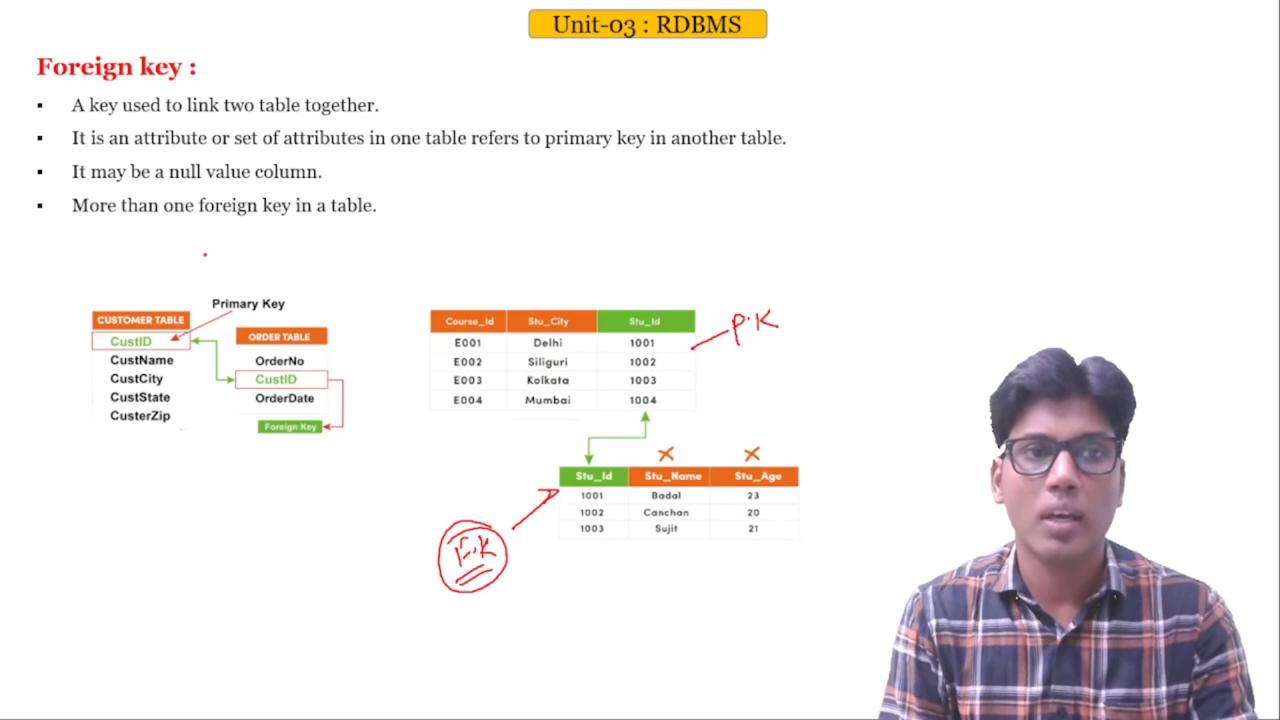 Unit-03 : RDBMS
Foreign key :
▪ A key used to link two table together.
▪ It is an attribute or set of attributes in one table refers to primary key in another table.
▪ It may be a null value column.
▪ More than one foreign key in a table.
Primary Key
CUSTOMER TABLE
CustID
CustName
CustCity
CustState
CusterZip
ORDER TABLE
OrderNo
CustID
OrderDate
Foreign Key
Course_Id Stu_City Stu_Id
E001 Delhi 1001
E002 Siliguri 1002
E003 Kolkata 1003
E004 Mumbai 1004
P.K
Stu_Id Stu_Name Stu_Age
1001 Badal 23
1002 Canchan 20
1003 Sujit 21
F.K